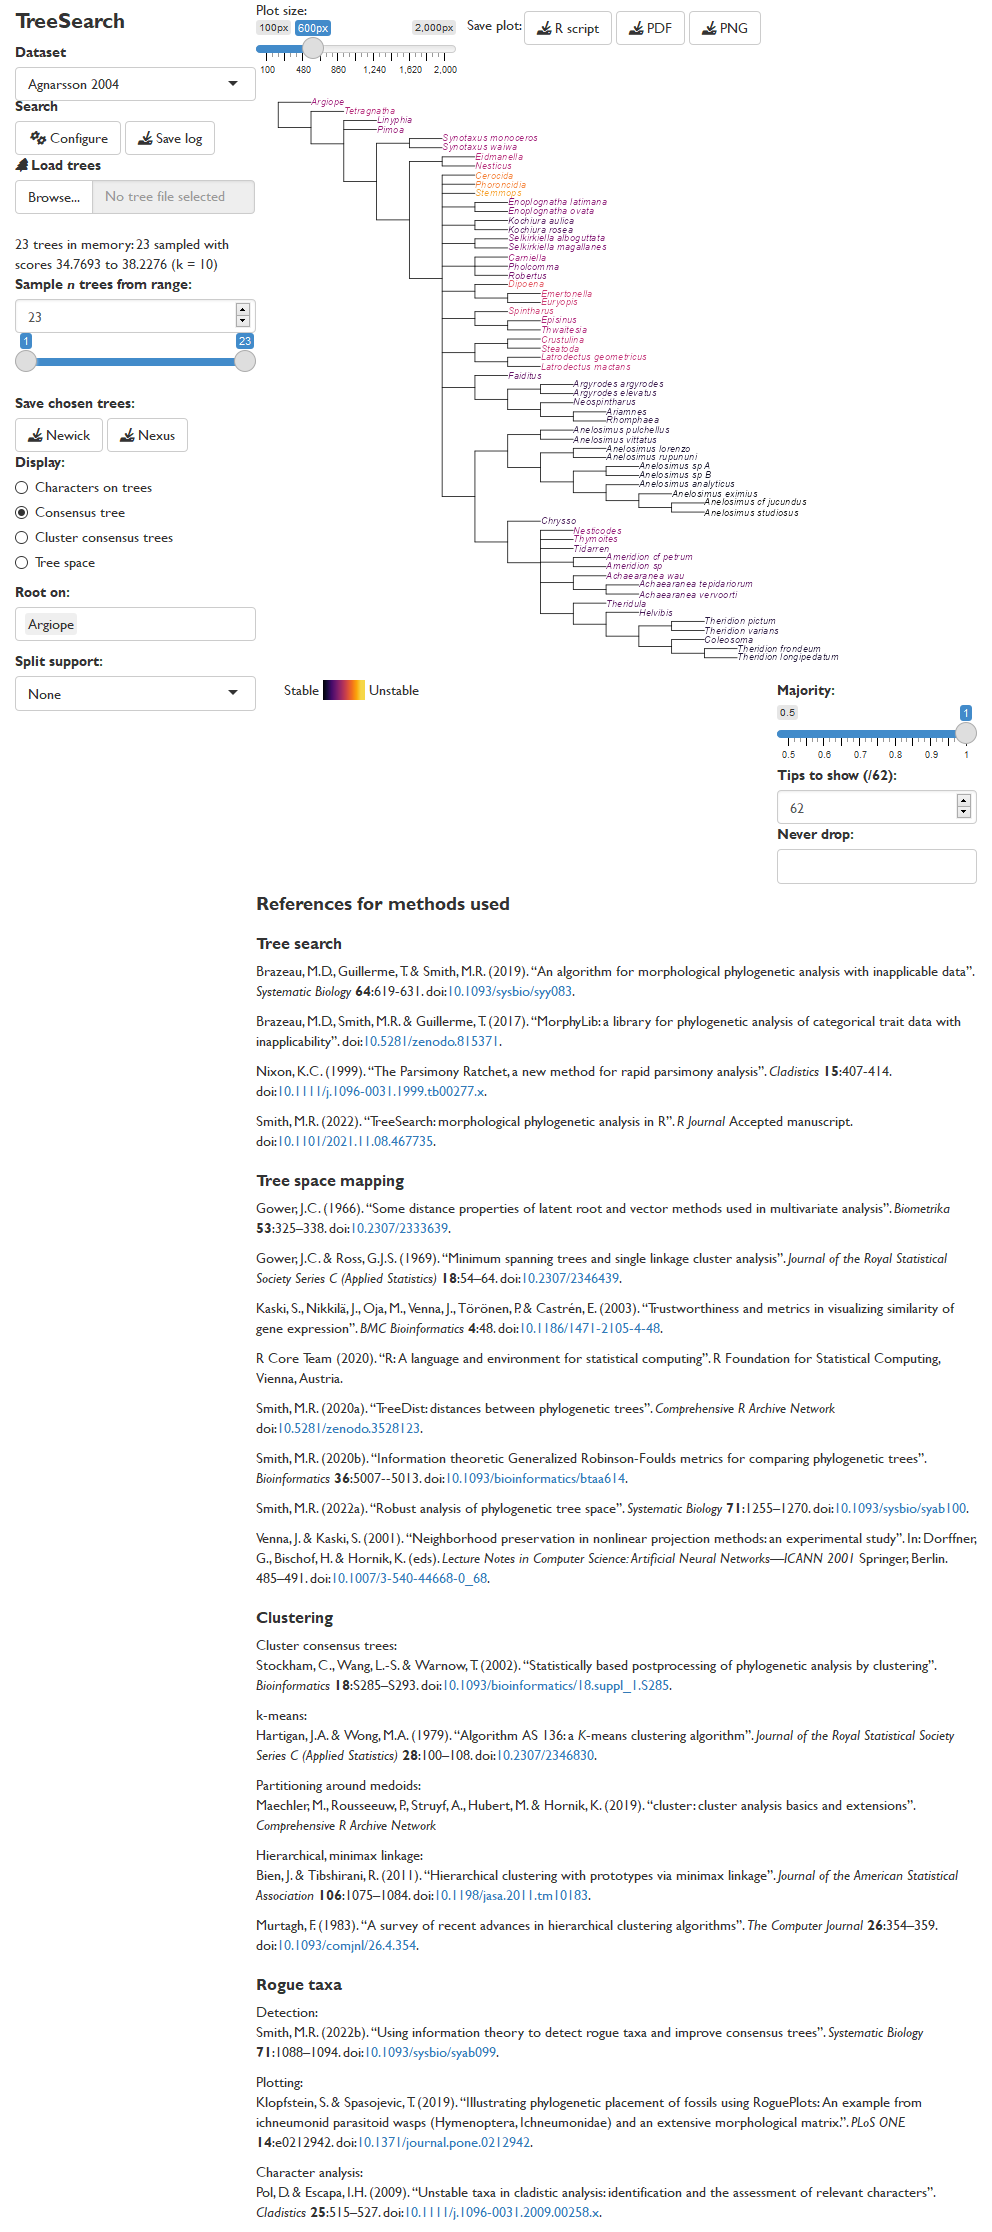 TreeSearch
Dataset
Agnarsson 2004
Search
Configure
Save log
Load trees
Browse...
No tree file selected
23 trees in memory: 23 sampled with
scores 34.7693 to 38.2276 (k = 10)
Sample n trees from range:
23
1
23
Save chosen trees:
Newick
Nexus
Display:
Characters on trees
Consensus tree
Cluster consensus trees
Tree space
Root on:
Argiope
Split support:
None
Plot size:
100px
600px
2,000px
100 480 860 1,240 1,620 2,000
Save plot:
R script
PDF
PNG
Argiope
Tetragnatha
Linyphia
Pimoa
Synotaxus monoceros
Synotaxus waiwa
Eidmanella
Nesticus
Cerocida
Phoroncidia
Stemmops
Enoplognatha latimana
Enoplognatha ovata
Kochiura aulica
Kochiura rosea
Selkirkiella alboguttata
Selkirkiella magallanes
Carniella
Pholcomma
Robertus
Dipoena
Emertonella
Euryopis
Spintharus
Episinus
Thwaitesia
Crustulina
Steatoda
Latrodectus geometricus
Latrodectus mactans
Faiditus
Argyrodes argyrodes
Argyrodes elevatus
Neospintharus
Ariamnes
Rhomphaea
Anelosimus pulchellus
Anelosimus vittatus
Anelosimus lorenzo
Anelosimus rupununi
Anelosimus sp A
Anelosimus sp B
Anelosimus analyticus
Anelosimus eximius
Anelosimus cf jucundus
Anelosimus studiosus
Chrysso
Nesticodes
Thymoites
Tidarren
Ameridion cf petrum
Ameridion sp
Achaearanea wau
Achaearanea tepidariorum
Achaearanea vervoorti
Theridula
Helvibis
Theridion pictum
Theridion varians
Coleosoma
Theridion frondeum
Theridion longipedatum
Stable
Unstable
Majority:
0.5
1
0.5 0.6 0.7 0.8 0.9 1
Tips to show (/62):
62
Never drop:
References for methods used
Tree search
Brazeau, M.D., Guillerme, T. & Smith, M.R. (2019). “An algorithm for morphological phylogenetic analysis with inapplicable data”.
Systematic Biology 64:619-631. doi:10.1093/sysbio/syy083.
Brazeau, M.D., Smith, M.R. & Guillerme, T. (2017). “MorphyLib: a library for phylogenetic analysis of categorical trait data with
inapplicability”. doi:10.5281/zenodo.815371.
Nixon, K.C. (1999). “The Parsimony Ratchet, a new method for rapid parsimony analysis”. Cladistics 15:407-414.
doi:10.1111/j.1096-0031.1999.tb00277.x.
Smith, M.R. (2022). “TreeSearch: morphological phylogenetic analysis in R”. R Journal Accepted manuscript.
doi:10.1101/2021.11.08.467735.
Tree space mapping
Gower, J.C. (1966). “Some distance properties of latent root and vector methods used in multivariate analysis”. Biometrika
53:325–338. doi:10.2307/2333639.
Gower, J.C. & Ross, G.J.S. (1969). “Minimum spanning trees and single linkage cluster analysis”. Journal of the Royal Statistical
Society Series C (Applied Statistics) 18:54–64. doi:10.2307/2346439.
Kaski, S., Nikkilä, J., Oja, M., Venna, J., Törönen, P. & Castrén, E. (2003). “Trustworthiness and metrics in visualizing similarity of
gene expression”. BMC Bioinformatics 4:48. doi:10.1186/1471-2105-4-48.
R Core Team (2020). “R: A language and environment for statistical computing”. R Foundation for Statistical Computing,
Vienna, Austria.
Smith, M.R. (2020a). “TreeDist: distances between phylogenetic trees”. Comprehensive R Archive Network
doi:10.5281/zenodo.3528123.
Smith, M.R. (2020b). “Information theoretic Generalized Robinson-Foulds metrics for comparing phylogenetic trees”.
Bioinformatics 36:5007--5013. doi:10.1093/bioinformatics/btaa614.
Smith, M.R. (2022a). “Robust analysis of phylogenetic tree space”. Systematic Biology 71:1255–1270. doi:10.1093/sysbio/syab100.
Venna, J. & Kaski, S. (2001). “Neighborhood preservation in nonlinear projection methods: an experimental study”. In: Dorffner,
G., Bischof, H. & Hornik, K. (eds). Lecture Notes in Computer Science: Artificial Neural Networks—ICANN 2001 Springer, Berlin.
485–491. doi:10.1007/3-540-44668-0_68.
Clustering
Cluster consensus trees:
Stockham, C., Wang, L.-S. & Warnow, T. (2002). “Statistically based postprocessing of phylogenetic analysis by clustering”.
Bioinformatics 18:S285–S293. doi:10.1093/bioinformatics/18.suppl_1.S285.
k-means:
Hartigan, J.A. & Wong, M.A. (1979). “Algorithm AS 136: a K-means clustering algorithm”. Journal of the Royal Statistical Society
Series C (Applied Statistics) 28:100–108. doi:10.2307/2346830.
Partitioning around medoids:
Maechler, M., Rousseeuw, P., Struyf, A., Hubert, M. & Hornik, K. (2019). “cluster: cluster analysis basics and extensions”.
Comprehensive R Archive Network
Hierarchical, minimax linkage:
Bien, J. & Tibshirani, R. (2011). “Hierarchical clustering with prototypes via minimax linkage”. Journal of the American Statistical
Association 106:1075–1084. doi:10.1198/jasa.2011.tm10183.
Murtagh, F. (1983). “A survey of recent advances in hierarchical clustering algorithms”. The Computer Journal 26:354–359.
doi:10.1093/comjnl/26.4.354.
Rogue taxa
Detection:
Smith, M.R. (2022b). “Using information theory to detect rogue taxa and improve consensus trees”. Systematic Biology
71:1088–1094. doi:10.1093/sysbio/syab099.
Plotting:
Klopfstein, S. & Spasojevic, T. (2019). “Illustrating phylogenetic placement of fossils using RoguePlots: An example from
ichneumonid parasitoid wasps (Hymenoptera, Ichneumonidae) and an extensive morphological matrix.”. PLoS ONE
14:e0212942. doi:10.1371/journal.pone.0212942.
Character analysis:
Pol, D. & Escapa, I.H. (2009). “Unstable taxa in cladistic analysis: identification and the assessment of relevant characters”.
Cladistics 25:515–527. doi:10.1111/j.1096-0031.2009.00258.x.